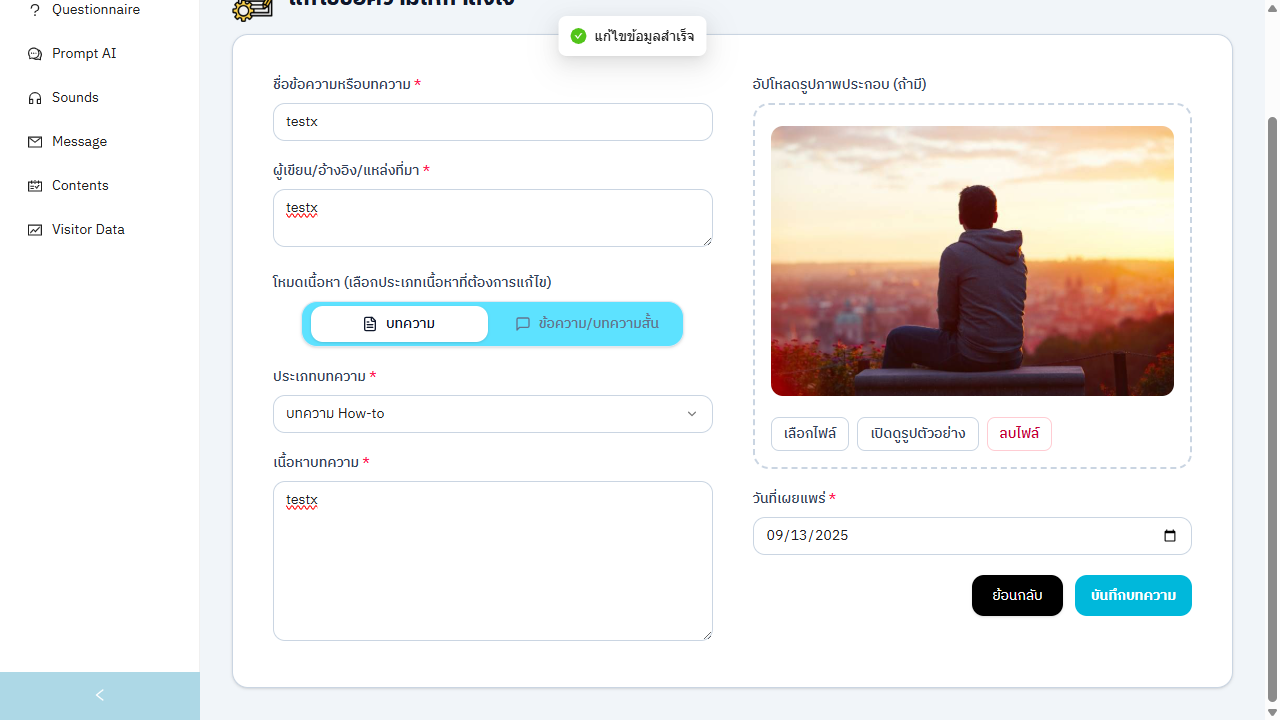 Questionnaire
Prompt AI
Sounds
Message
Contents
Visitor Data
แก้ไขข้อมูลสำเร็จ
ชื่อข้อความหรือบทความ *
testx
ผู้เขียน/อ้างอิง/แหล่งที่มา *
testx
โหมดเนื้อหา (เลือกประเภทเนื้อหาที่ต้องการแก้ไข)
บทความ
ข้อความ/บทความสั้น
ประเภทบทความ *
บทความ How-to
เนื้อหาบทความ *
testx
อัปโหลดรูปภาพประกอบ (ถ้ามี)
เลือกไฟล์
เปิดดูรูปตัวอย่าง
ลบไฟล์
วันที่เผยแพร่ *
09/13/2025
ย้อนกลับ
บันทึกบทความ